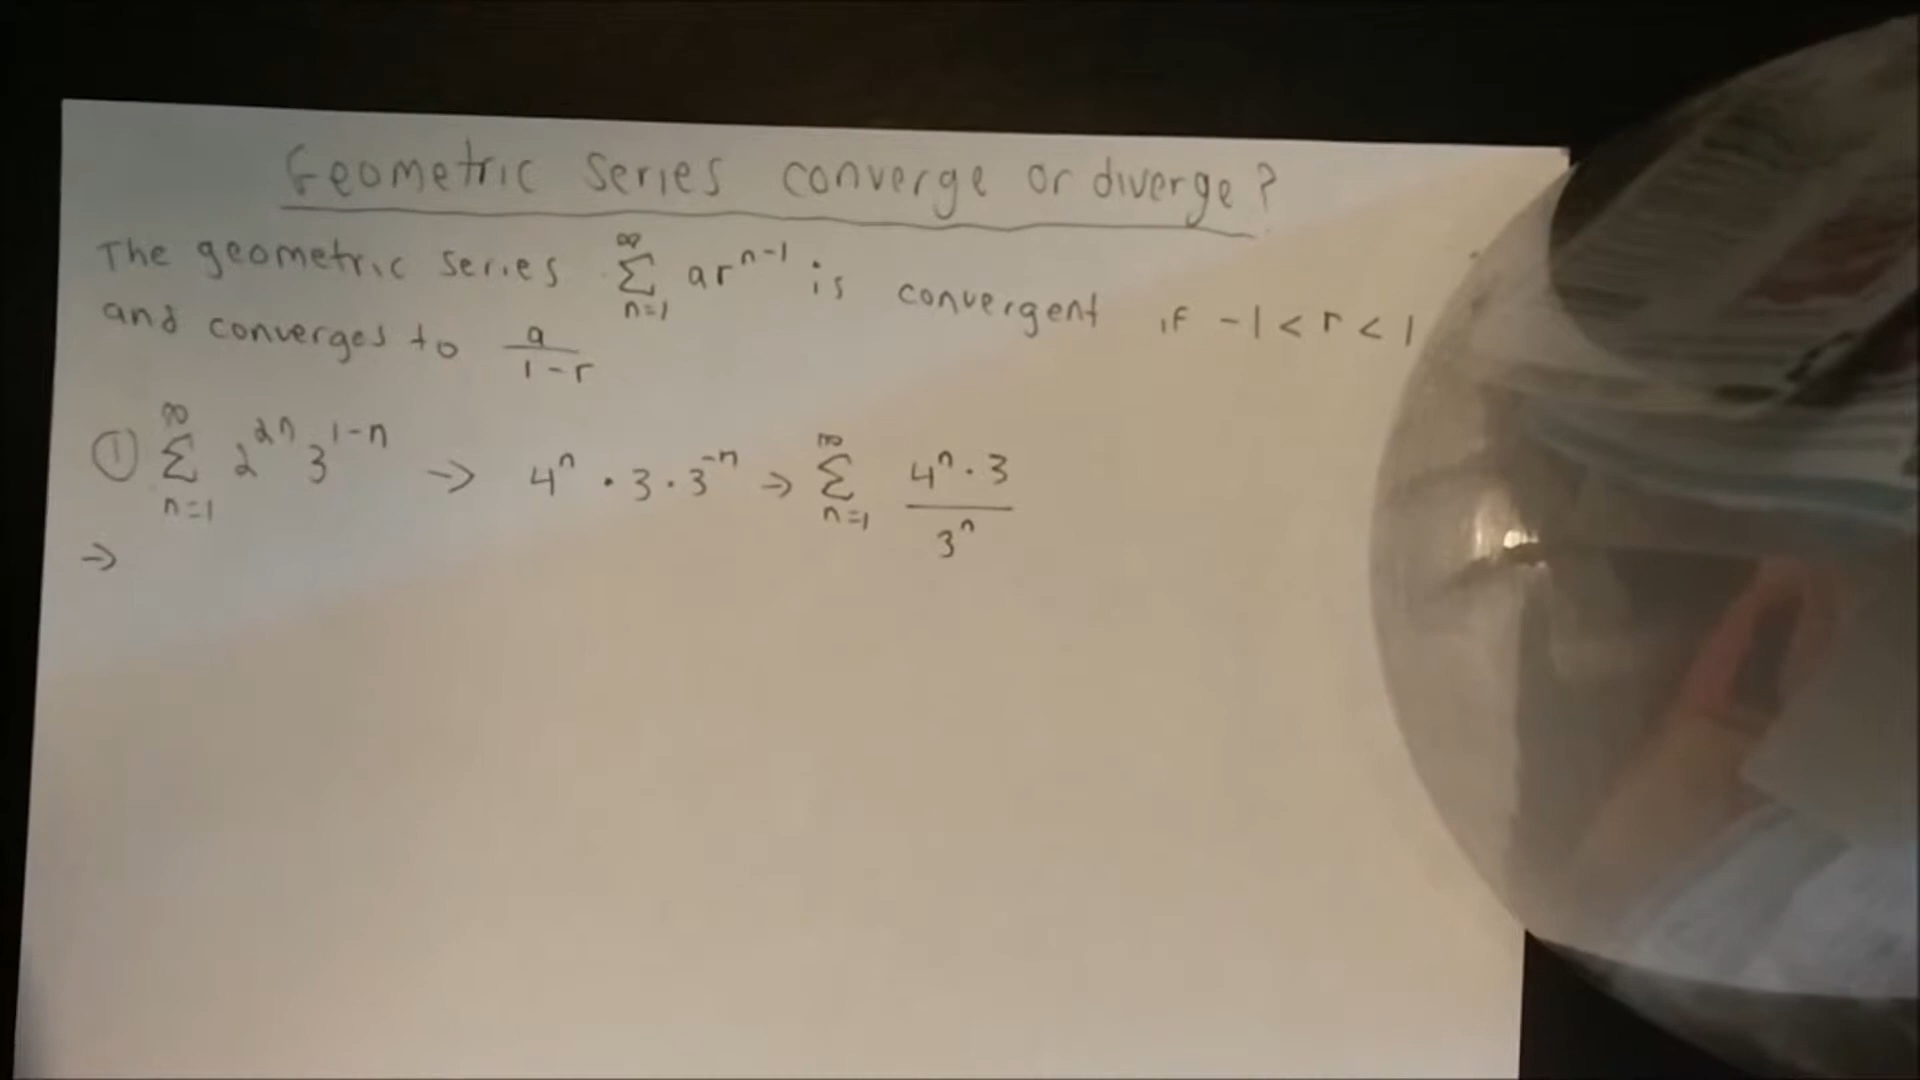 Geometric series converge or diverge?
The geometric series ∞ Σ n=1 ar^(n-1) is convergent if -1 < r < 1
and converges to a/(1-r)
① ∞ Σ n=1 2^(2n) 3^(1-n) → 4^n · 3 · 3^(-n) → ∞ Σ n=1 (4^n · 3)/3^n
→